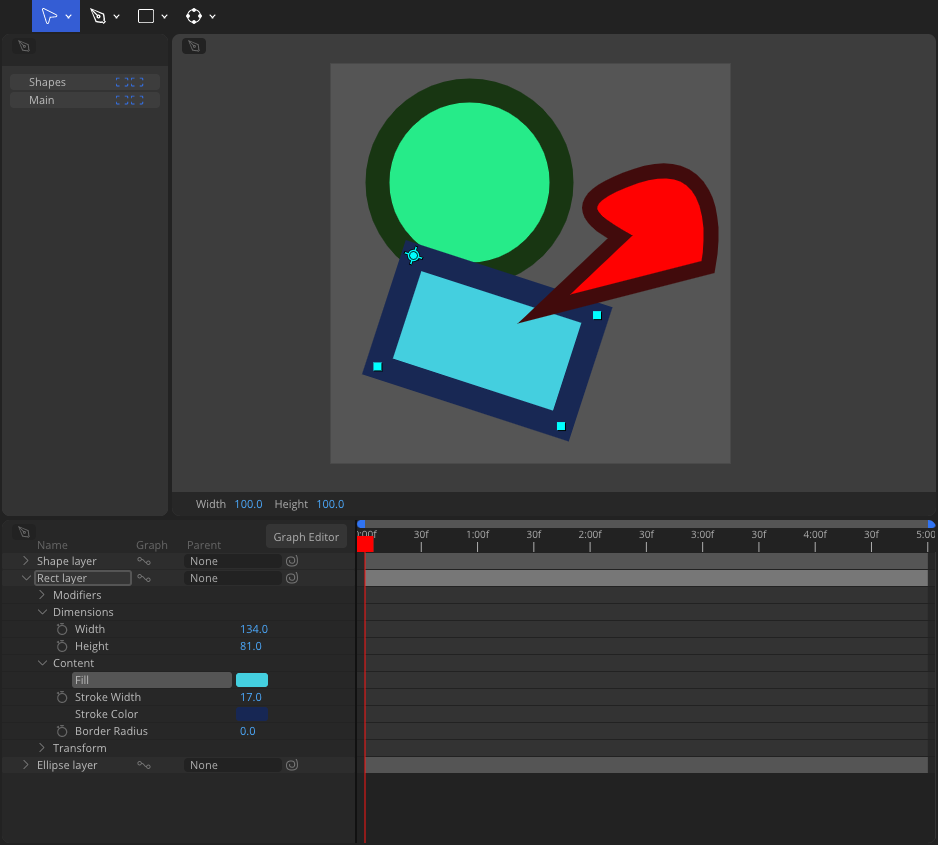 Shapes
Main
Width 100.0 Height 100.0
Graph Editor
Name Graph Parent
:00f 30f 1:00f 30f 2:00f 30f 3:00f 30f 4:00f 30f 5:00
Shape layer None
Rect layer None
Modifiers
Dimensions
Width 134.0
Height 81.0
Content
Fill
Stroke Width 17.0
Stroke Color
Border Radius 0.0
Transform
Ellipse layer None